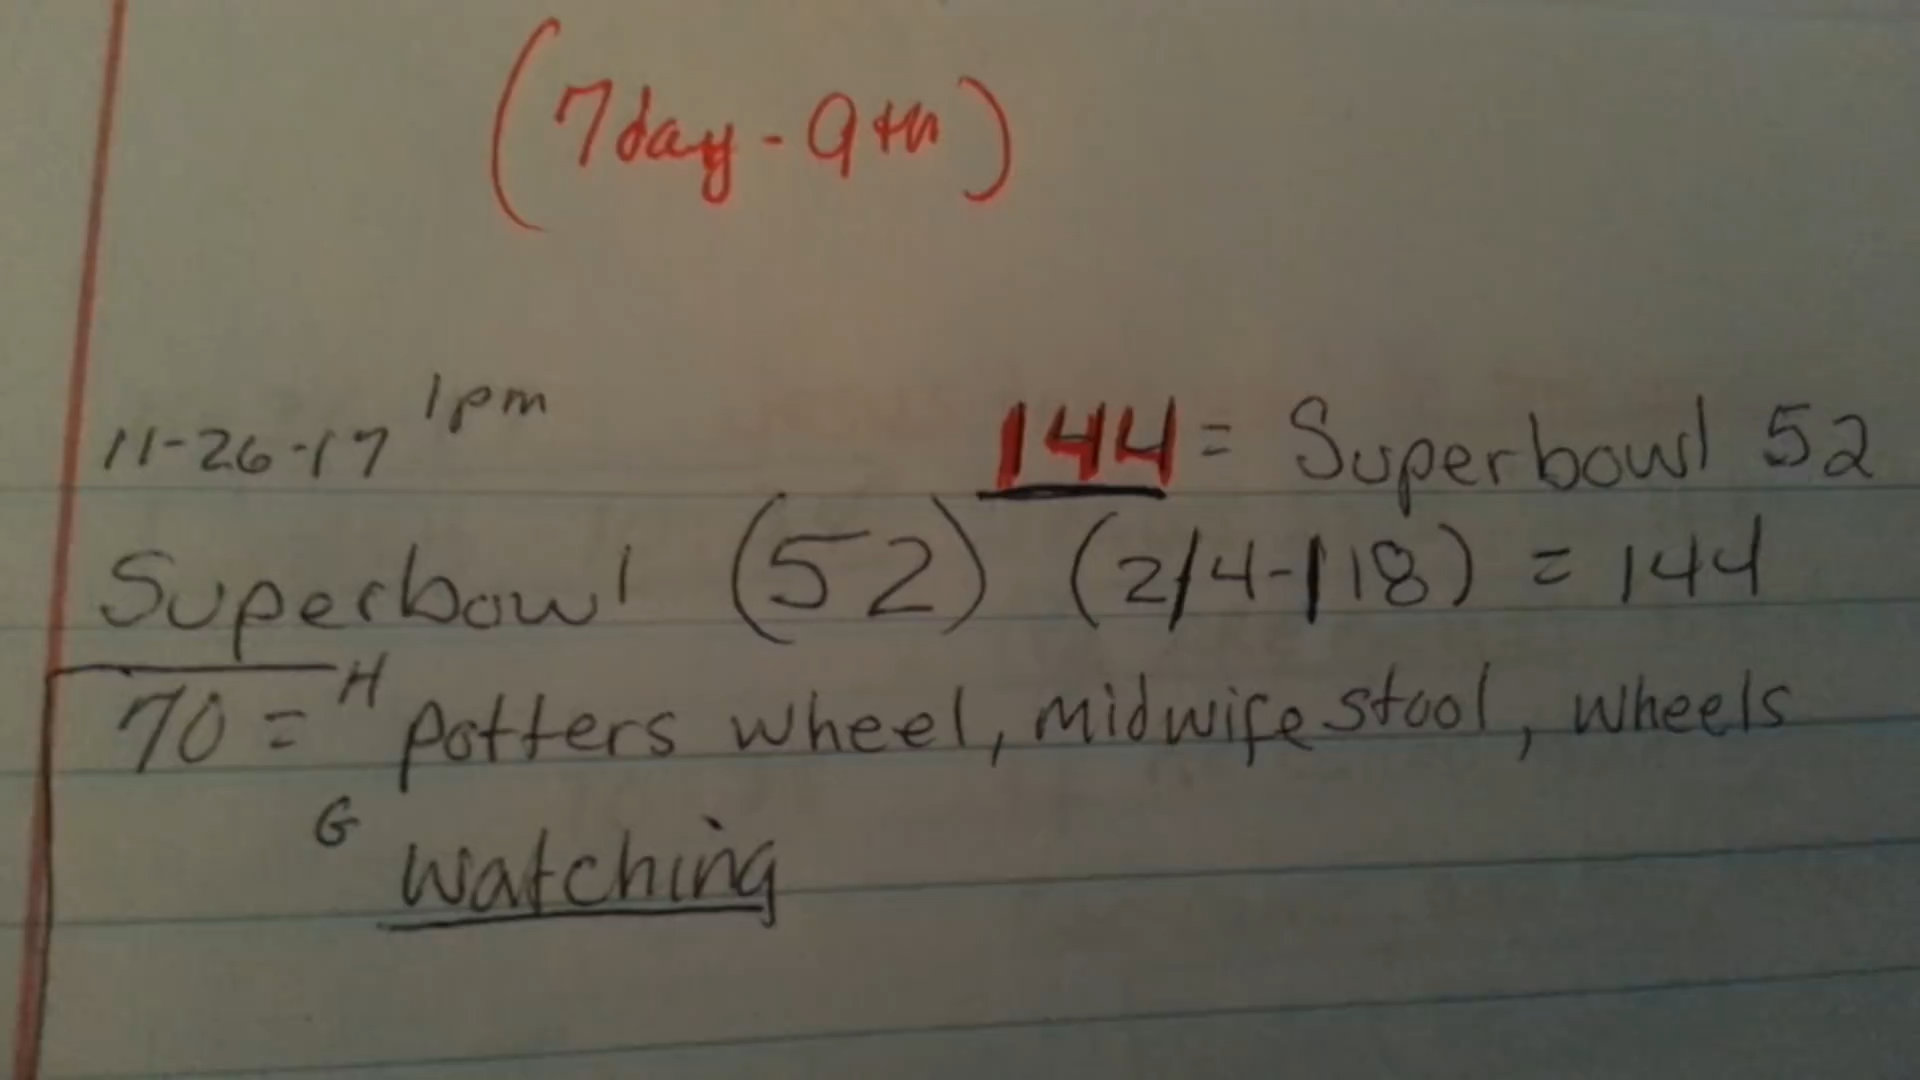 (7day - 9th)
11-26-17 1pm
144 = Superbowl 52
Superbowl (52) (2/4-/18) = 144
70 = H potters wheel, midwife stool, wheels
G watching